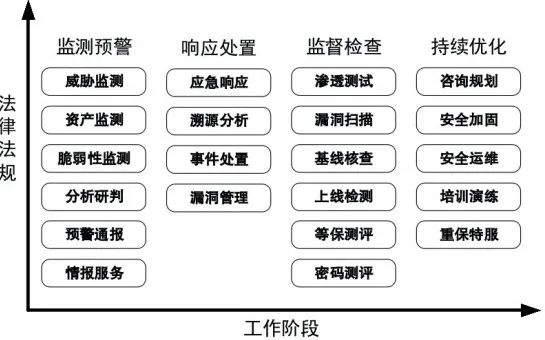 监测预警
响应处置
监督检查
持续优化
威胁监测
应急响应
渗透测试
咨询规划
资产监测
溯源分析
漏洞扫描
安全加固
脆弱性监测
事件处置
基线核查
安全运维
分析研判
漏洞管理
上线检测
培训演练
预警通报
等保测评
重保特服
情报服务
密码测评
法律法规
工作阶段